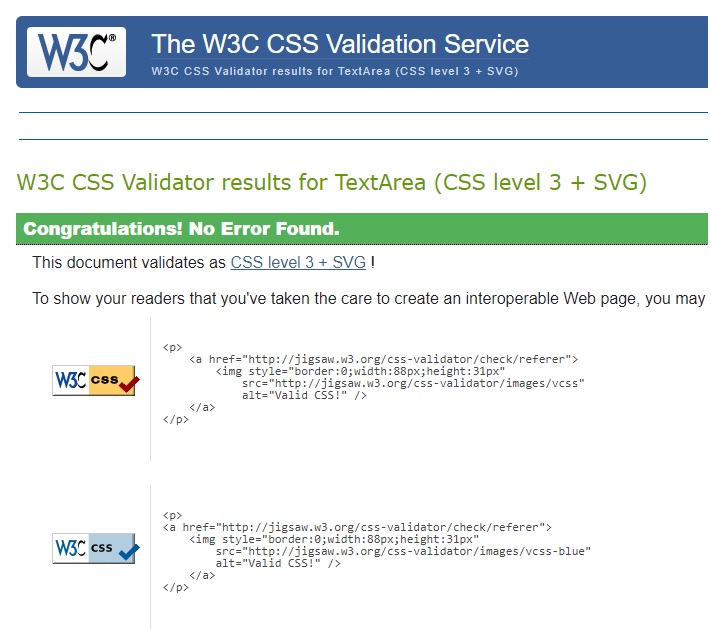 W3C®
The W3C CSS Validation Service
W3C CSS Validator results for TextArea (CSS level 3 + SVG)
W3C CSS Validator results for TextArea (CSS level 3 + SVG)
Congratulations! No Error Found.
This document validates as CSS level 3 + SVG !
To show your readers that you've taken the care to create an interoperable Web page, you may
W3C css
<p>
<a href="http://jigsaw.w3.org/css-validator/check/referer">
<img style="border:0;width:88px;height:31px"
src="http://jigsaw.w3.org/css-validator/images/vcss"
alt="Valid CSS!" />
</a>
</p>
W3C css
<p>
<a href="http://jigsaw.w3.org/css-validator/check/referer">
<img style="border:0;width:88px;height:31px"
src="http://jigsaw.w3.org/css-validator/images/vcss-blue"
alt="Valid CSS!" />
</a>
</p>